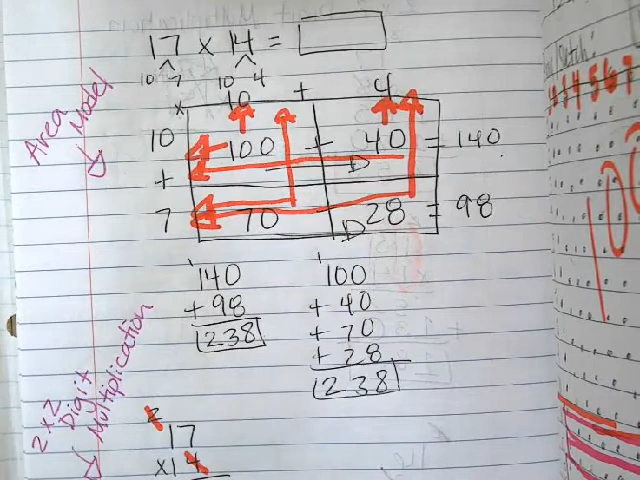 17 x 14 =
10 7 10 4
x 10 + 4
Area Model
10 100 + 40 = 140
+
7 70 28 = 98
140 100
+ 98 + 40
238 + 70
+ 28
238
2x2 Digit Multiplication
2
17
x14